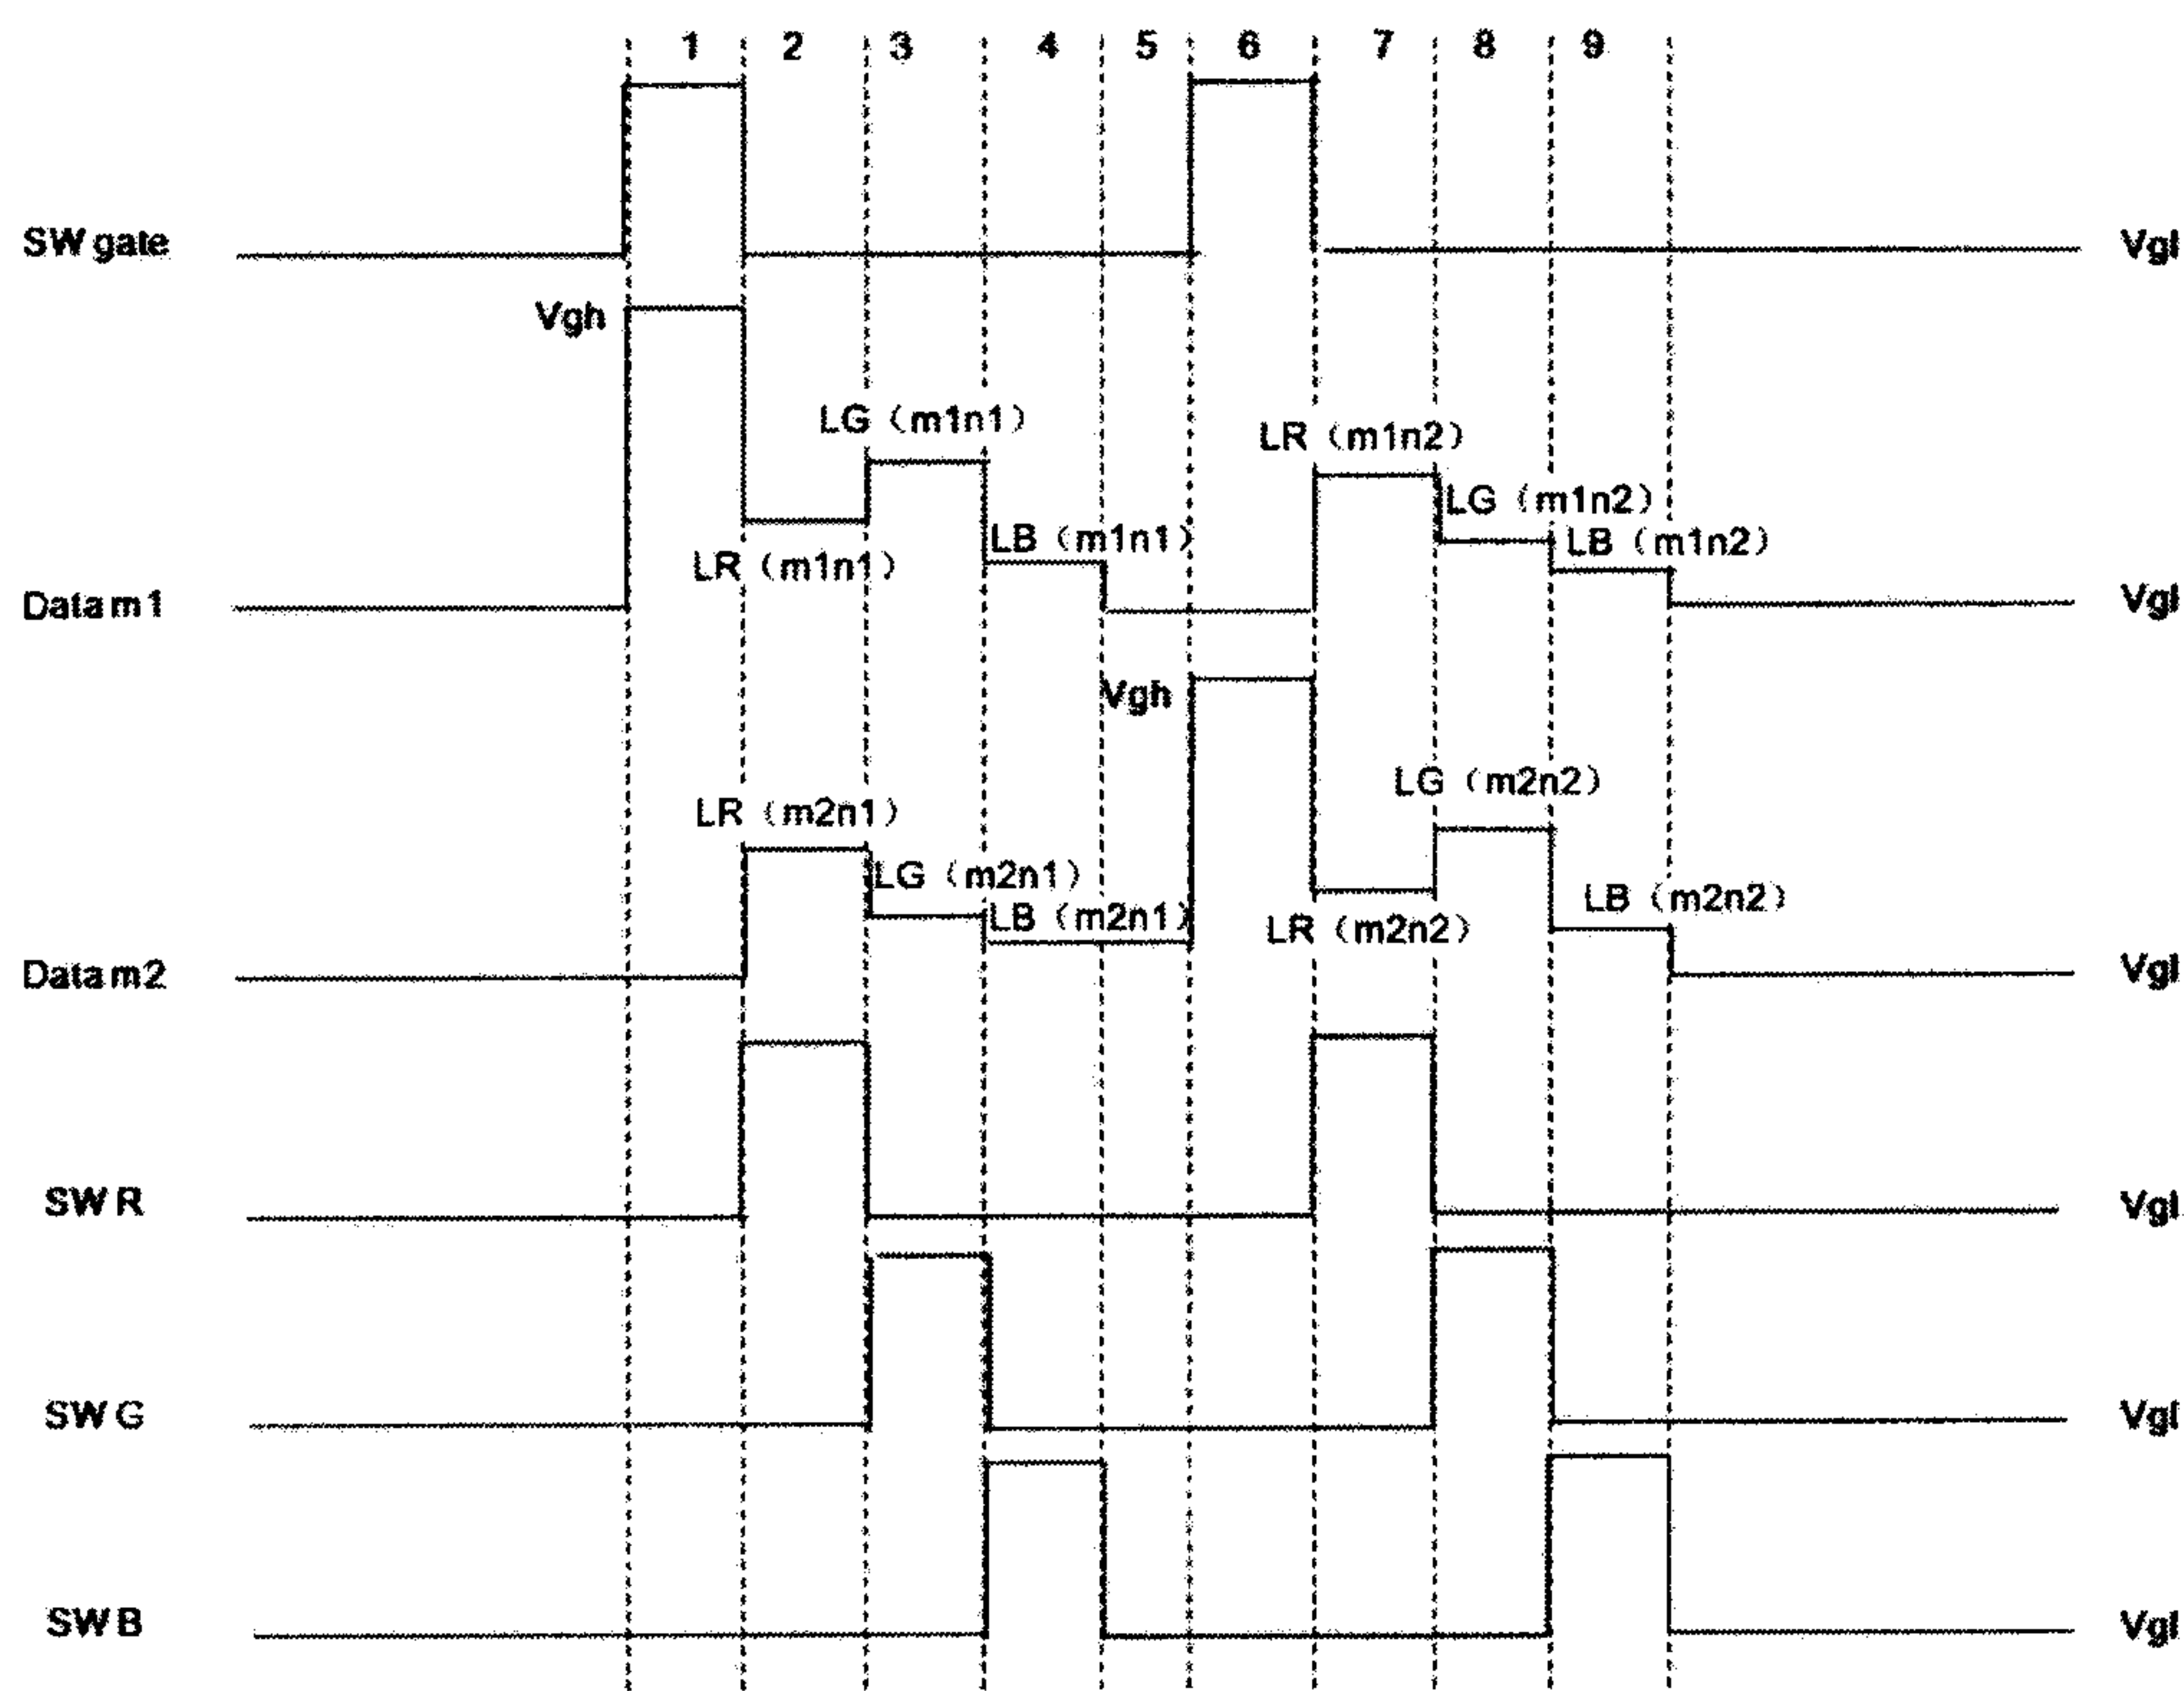 1 2 3 4 5 6 7 8 9
SW gate Vgl
Vgh
LG（m1n1）
LR（m1n2）
LG（m1n2）
LB（m1n1） LB（m1n2）
LR（m1n1）
Data m1 Vgl
Vgh
LG（m2n2）
LR（m2n1）
LG（m2n1）
LB（m2n2）
LB（m2n1）
LR（m2n2）
Data m2 Vgl
SW R Vgl
SW G Vgl
SW B Vgl